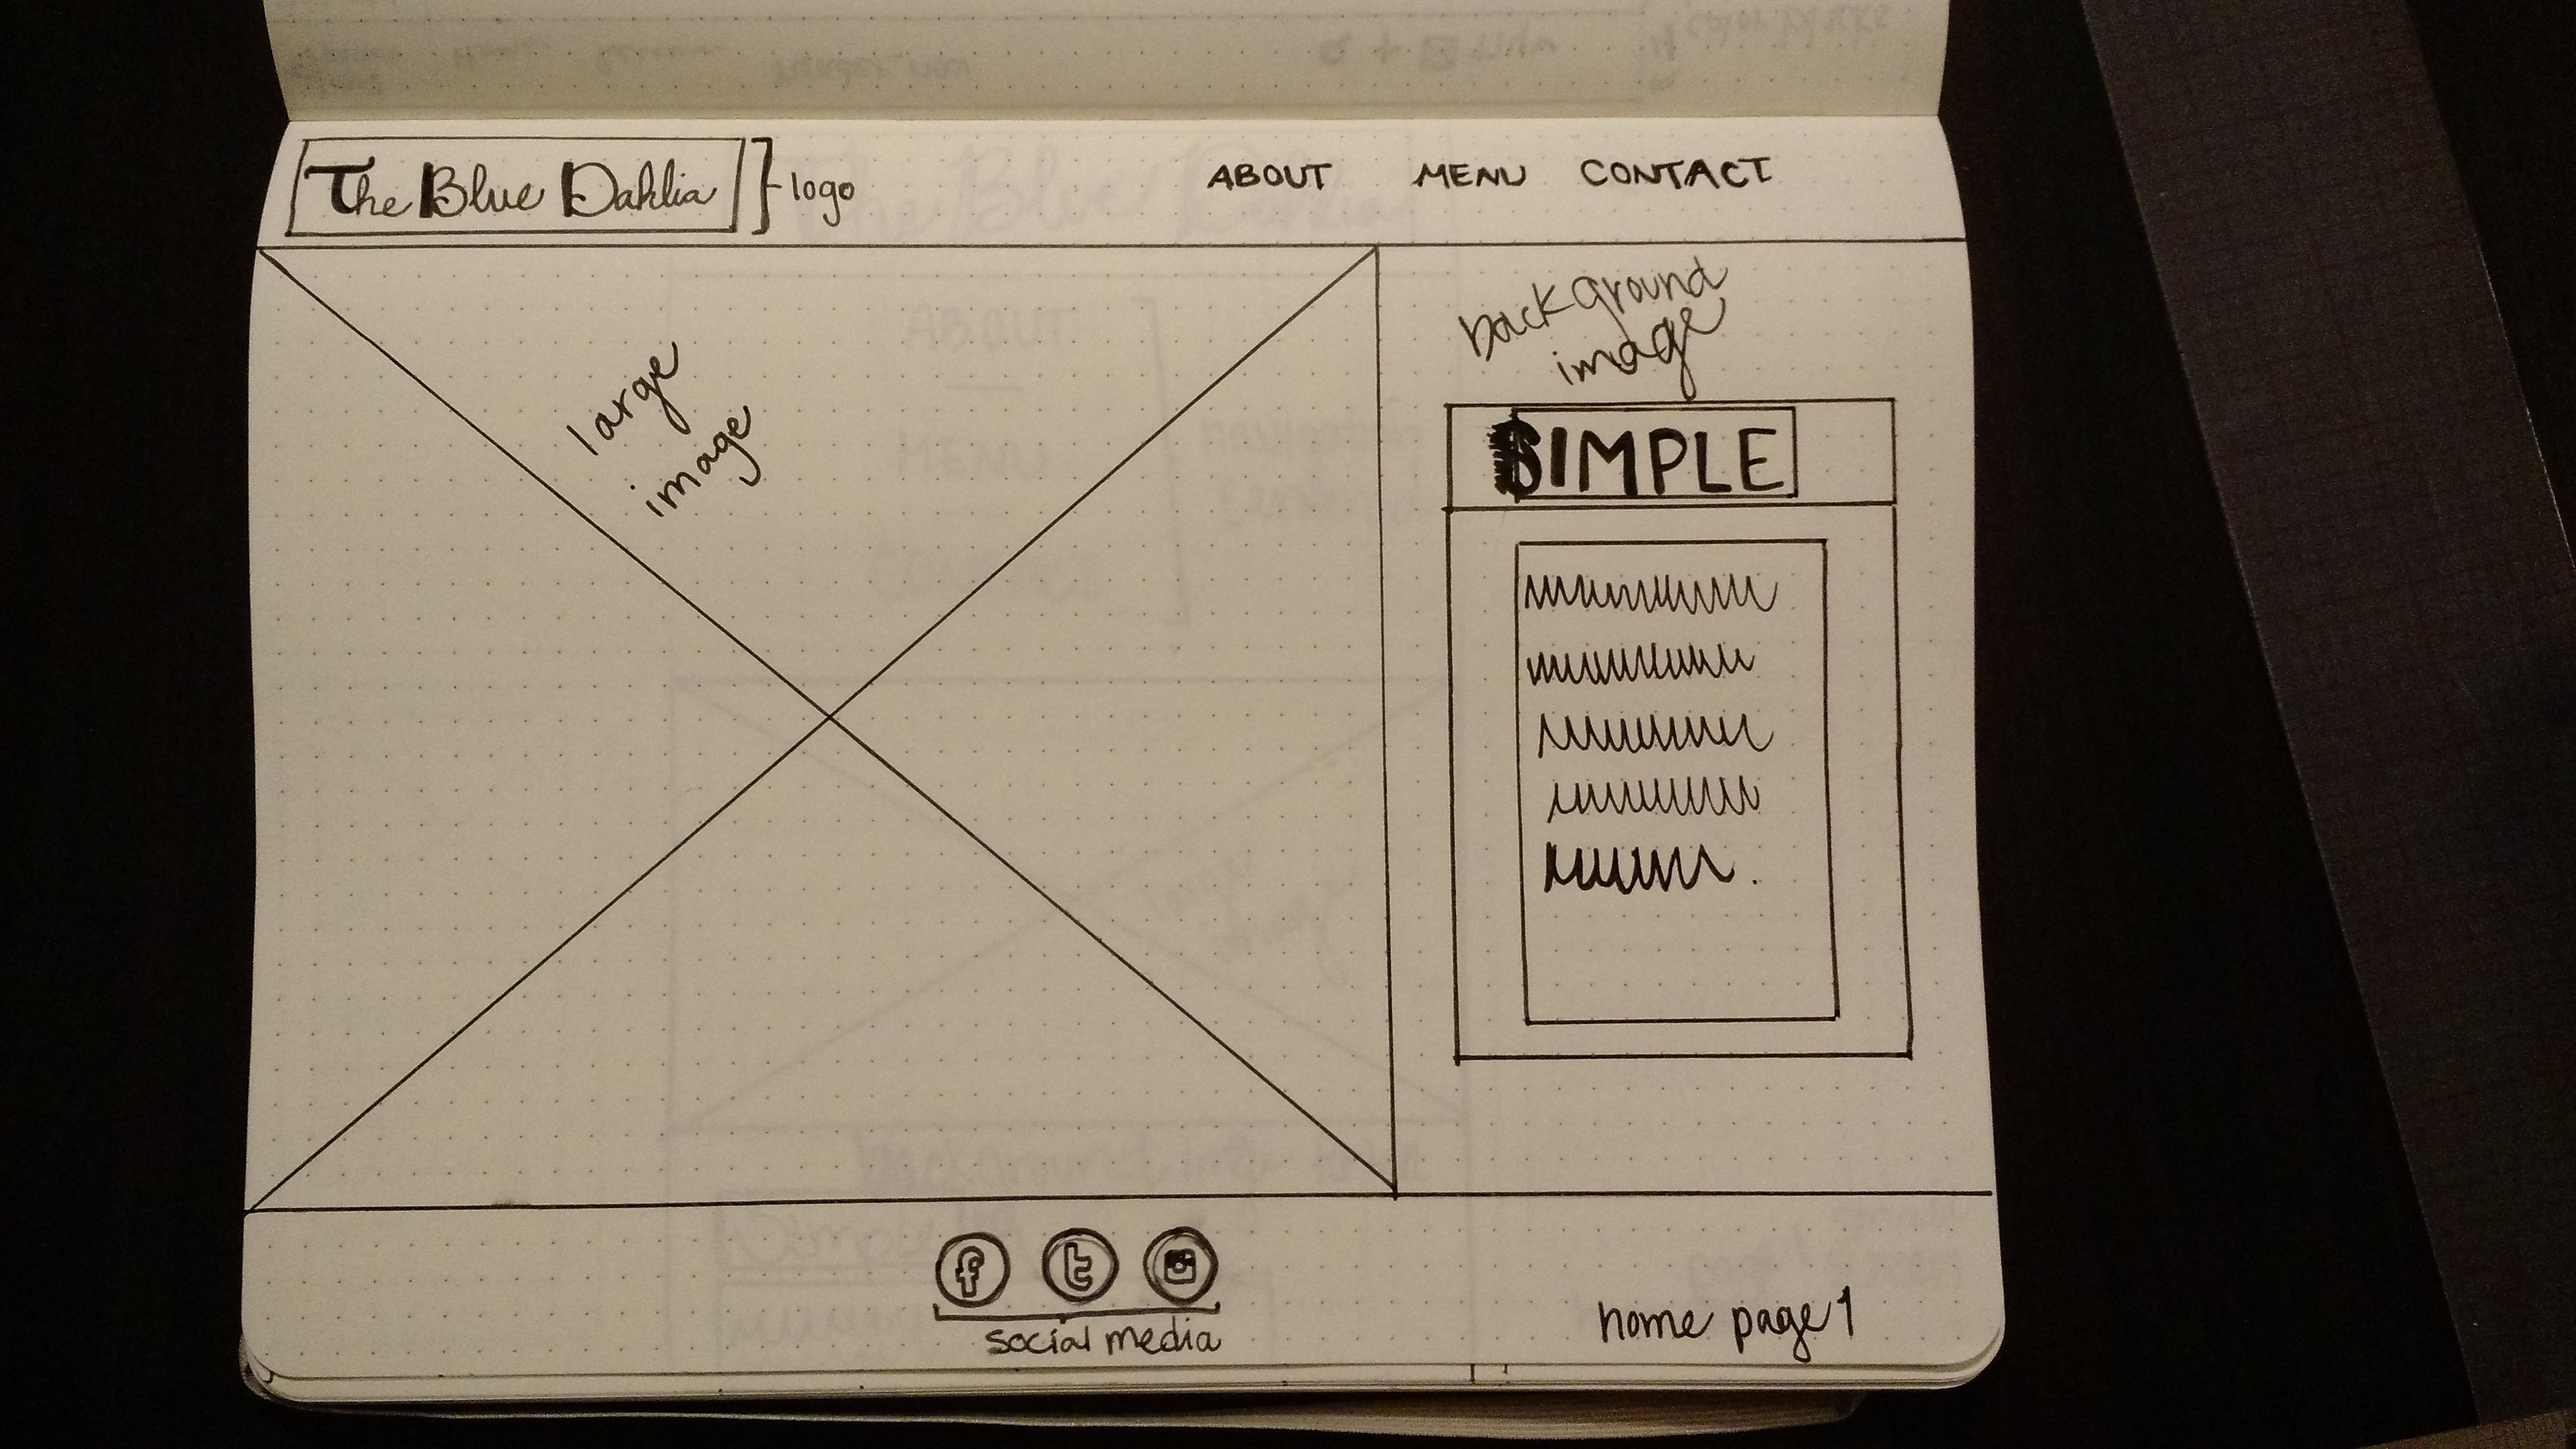 The Blue Dahlia
logo
ABOUT MENU CONTACT
large
image
background
image
SIMPLE
f t
social media
home page 1